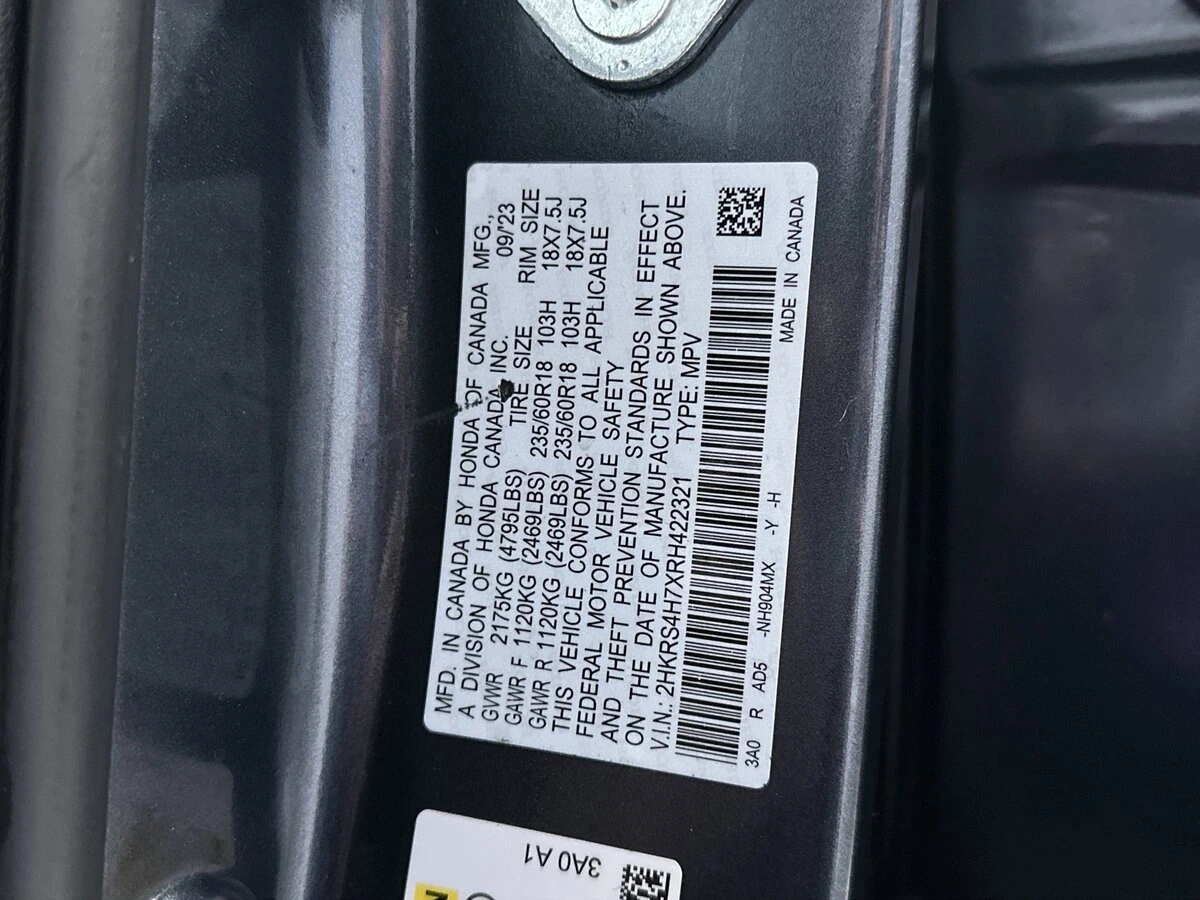 MFD. IN CANADA BY HONDA OF CANADA MFG.,
A DIVISION OF HONDA CANADA INC. 09/'23
GVWR 2175KG (4795LBS) TIRE SIZE RIM SIZE
GAWR F 1120KG (2469LBS) 235/60R18 103H 18X7.5J
GAWR R 1120KG (2469LBS) 235/60R18 103H 18X7.5J
THIS VEHICLE CONFORMS TO ALL APPLICABLE
FEDERAL MOTOR VEHICLE SAFETY
AND THEFT PREVENTION STANDARDS IN EFFECT
ON THE DATE OF MANUFACTURE SHOWN ABOVE.
V.I.N.: 2HKRS4H7XRH422321 TYPE: MPV
3A0 R AD5 -NH904MX -Y -H MADE IN CANADA
3A0 A1